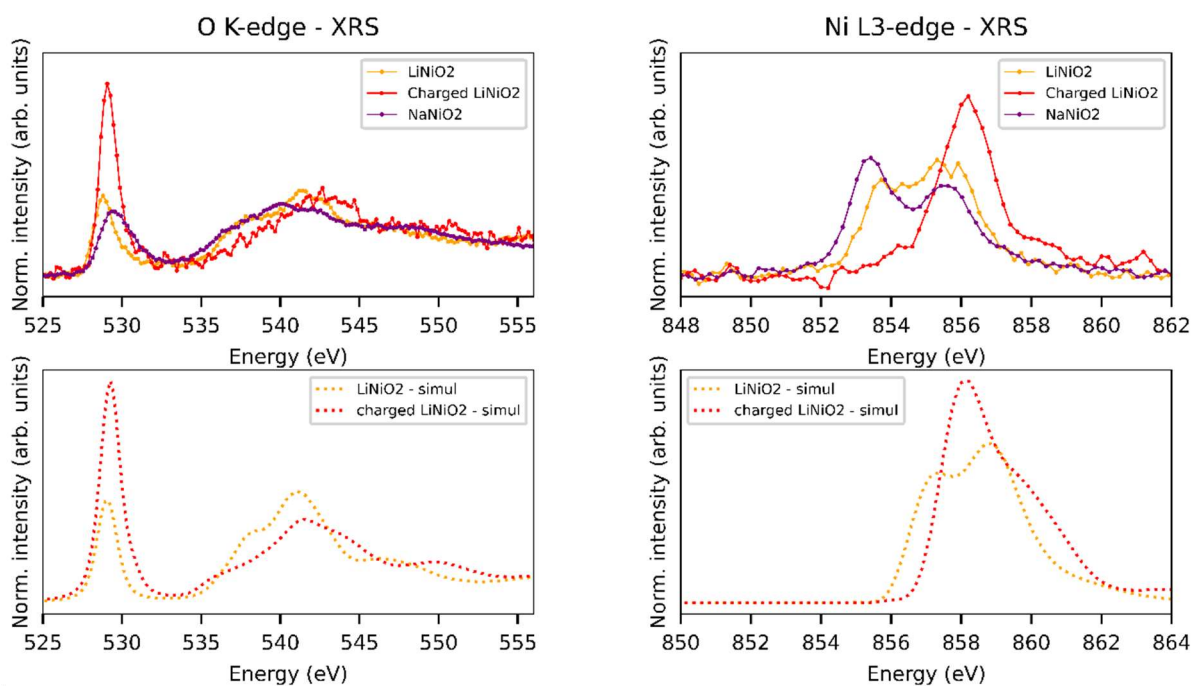 O K-edge - XRS
Norm. intensity (arb. units)
LiNiO2
Charged LiNiO2
NaNiO2
525 530 535 540 545 550 555
Energy (eV)
Ni L3-edge - XRS
Norm. intensity (arb. units)
LiNiO2
Charged LiNiO2
NaNiO2
848 850 852 854 856 858 860 862
Energy (eV)
Norm. intensity (arb. units)
LiNiO2 - simul
charged LiNiO2 - simul
525 530 535 540 545 550 555
Energy (eV)
Norm. intensity (arb. units)
LiNiO2 - simul
charged LiNiO2 - simul
850 852 854 856 858 860 862 864
Energy (eV)